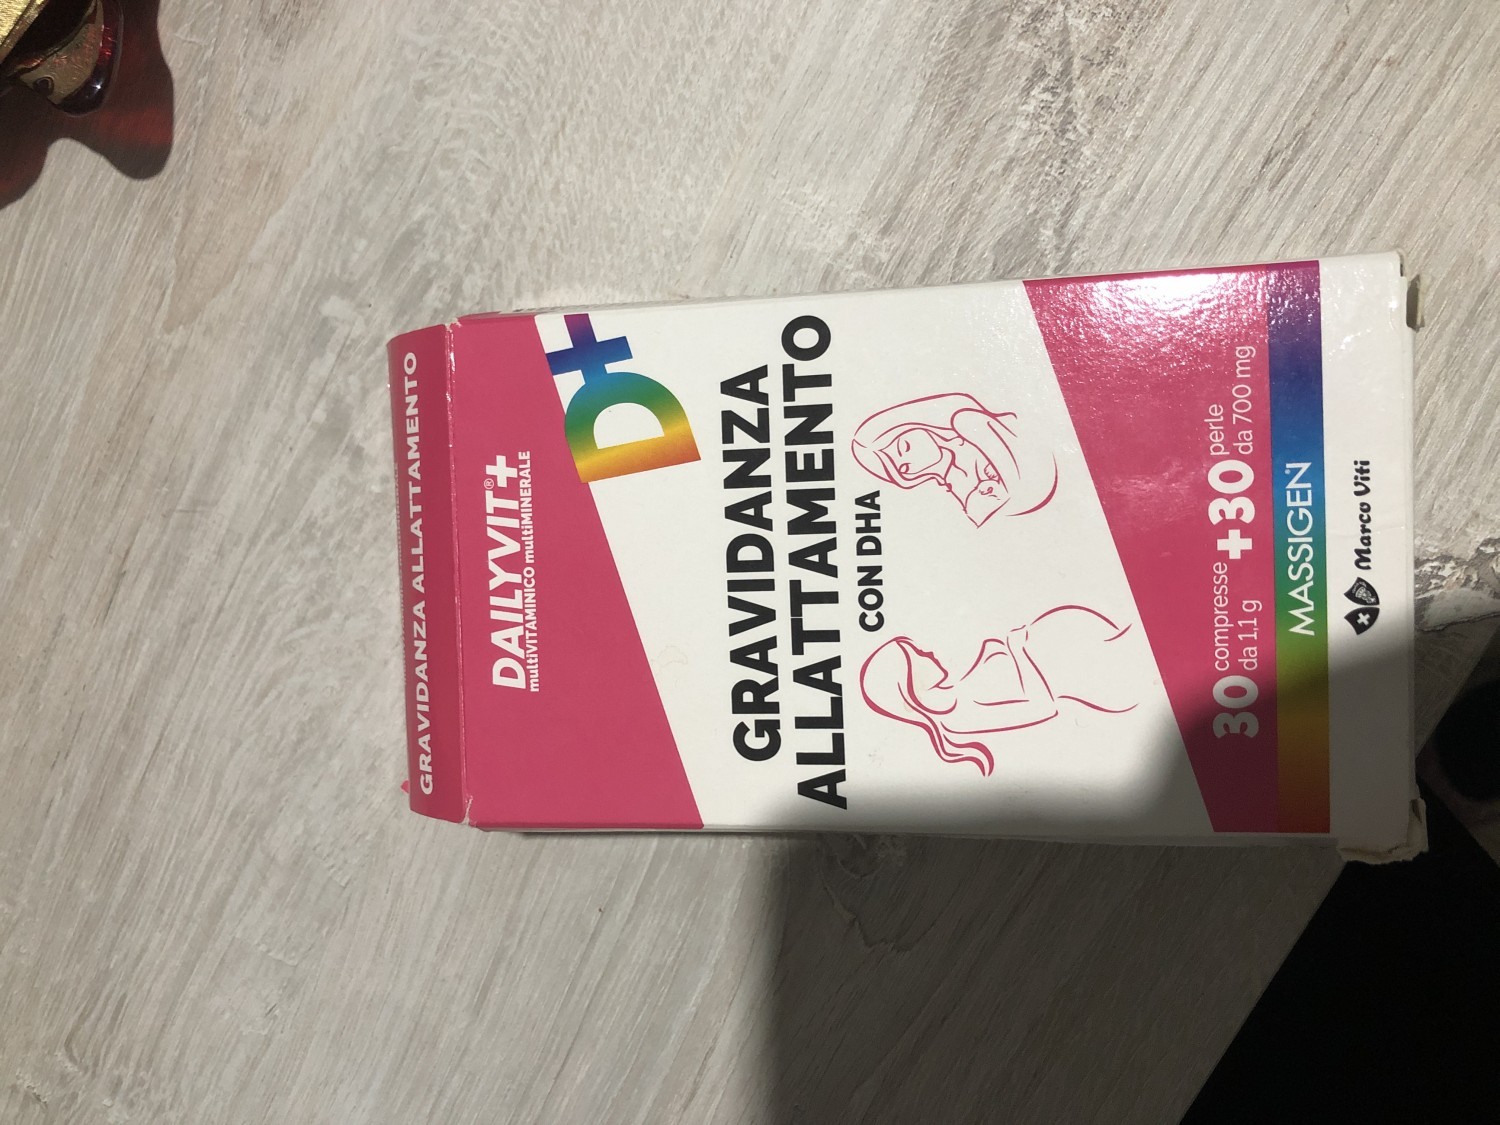 GRAVIDANZA ALLATTAMENTO
DAILYVIT+®
multiVITAMINICO multiMINERALE
D+
GRAVIDANZA
ALLATTAMENTO
CON DHA
30 compresse da 1,1 g + 30 perle da 700 mg
MASSIGEN
Marco Viti